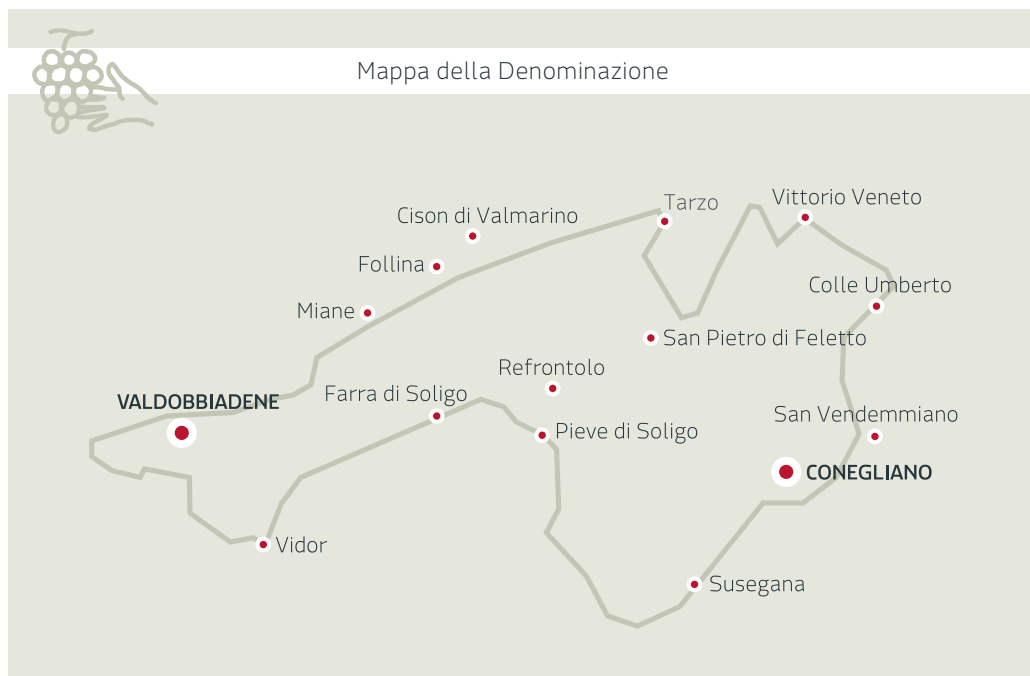 Mappa della Denominazione
Tarzo
Vittorio Veneto
Cison di Valmarino
Follina
Colle Umberto
Miane
San Pietro di Feletto
Refrontolo
Farra di Soligo
VALDOBBIADENE
San Vendemmiano
Pieve di Soligo
CONEGLIANO
Vidor
Susegana